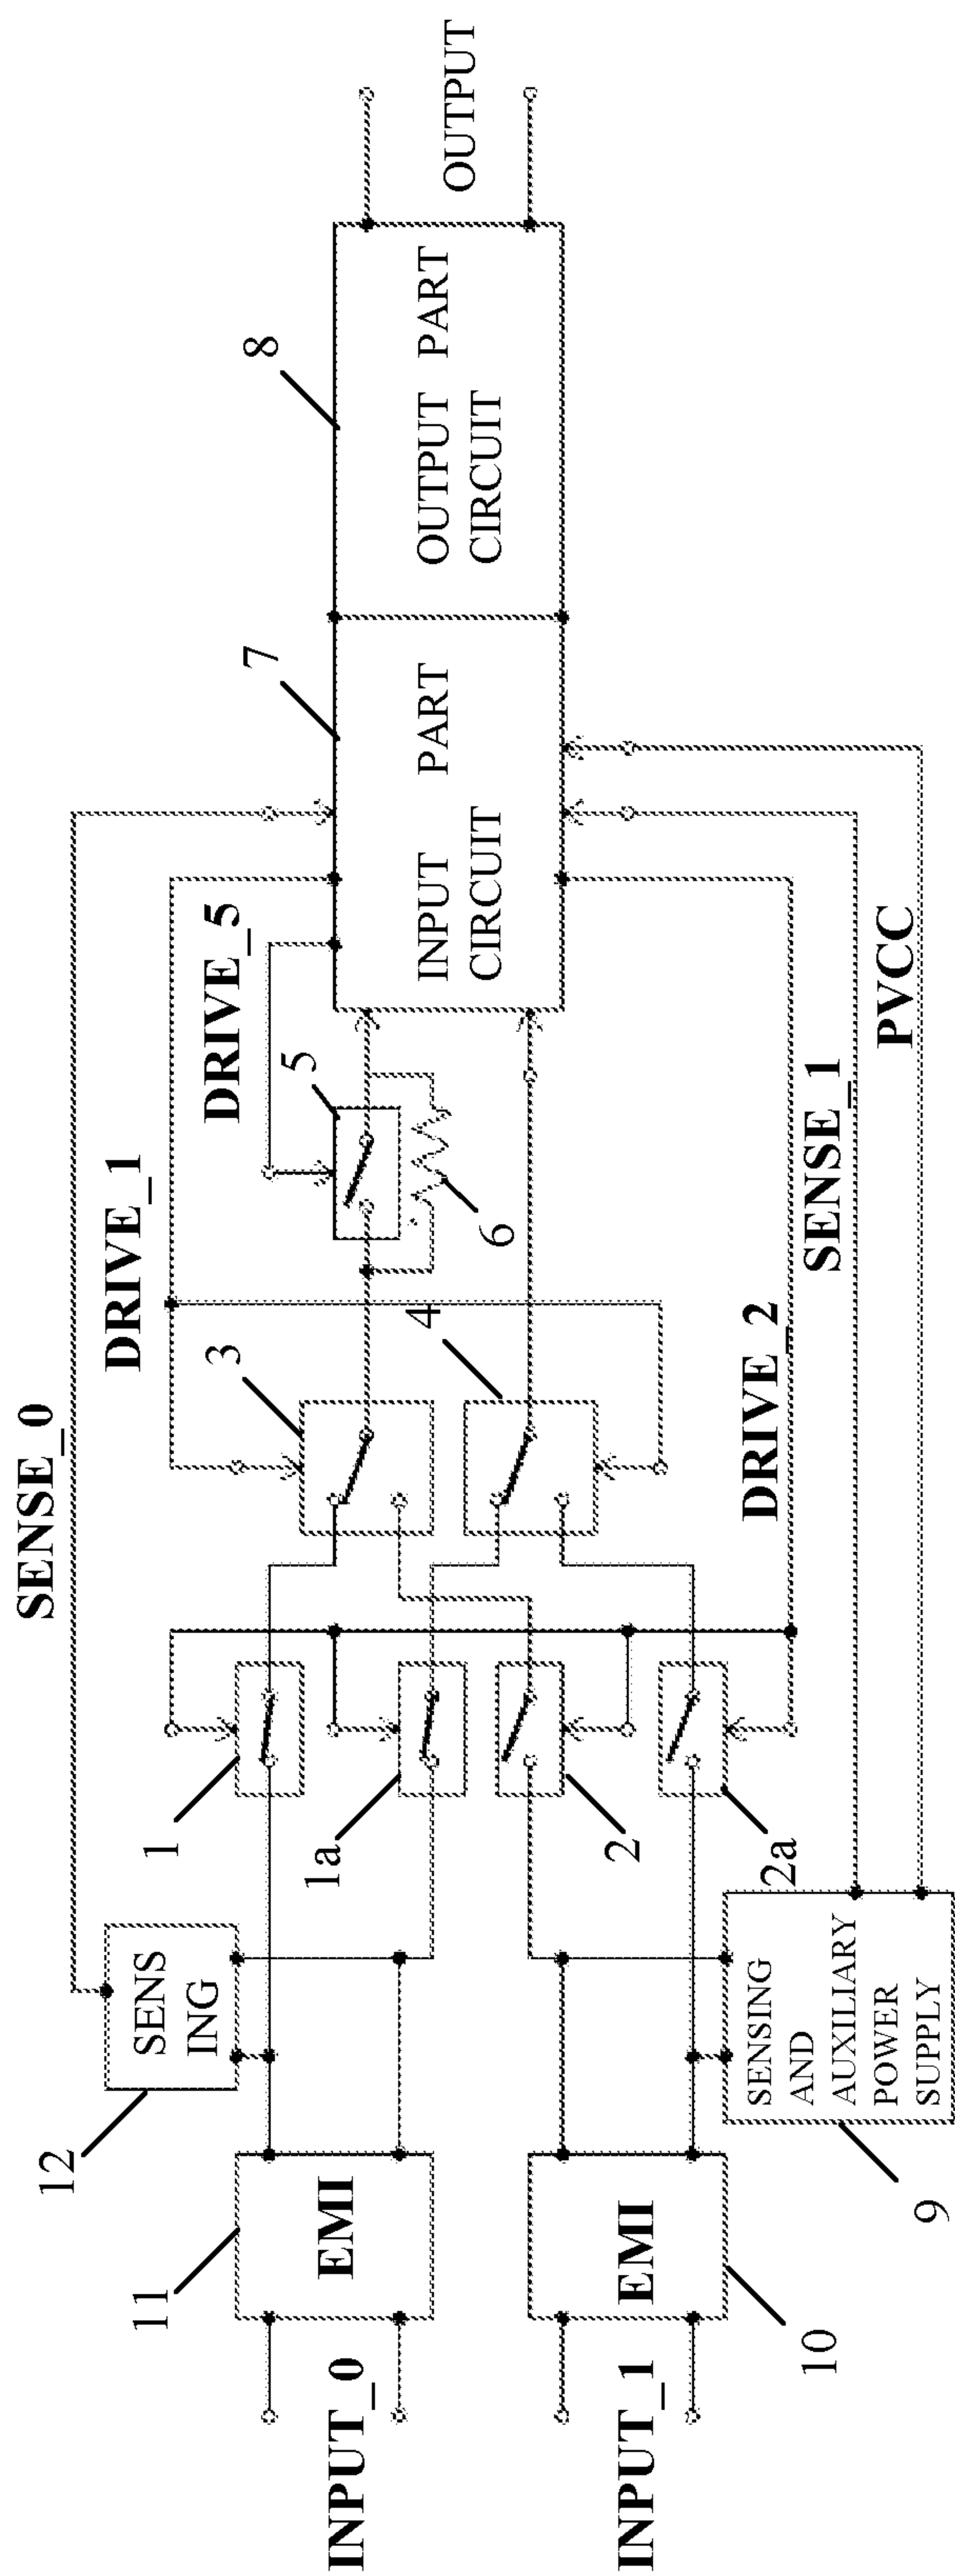 SENSE_0
DRIVE_1
DRIVE_5
12
SENS
ING
1
3
5
7
8
11
EMI
INPUT_0
1a
4
6
INPUT PART
CIRCUIT
OUTPUT PART
CIRCUIT
OUTPUT
INPUT_1
EMI
10
2
2a
DRIVE_2
SENSE_1
PVCC
SENSING
AND
AUXILIARY
POWER
SUPPLY
9